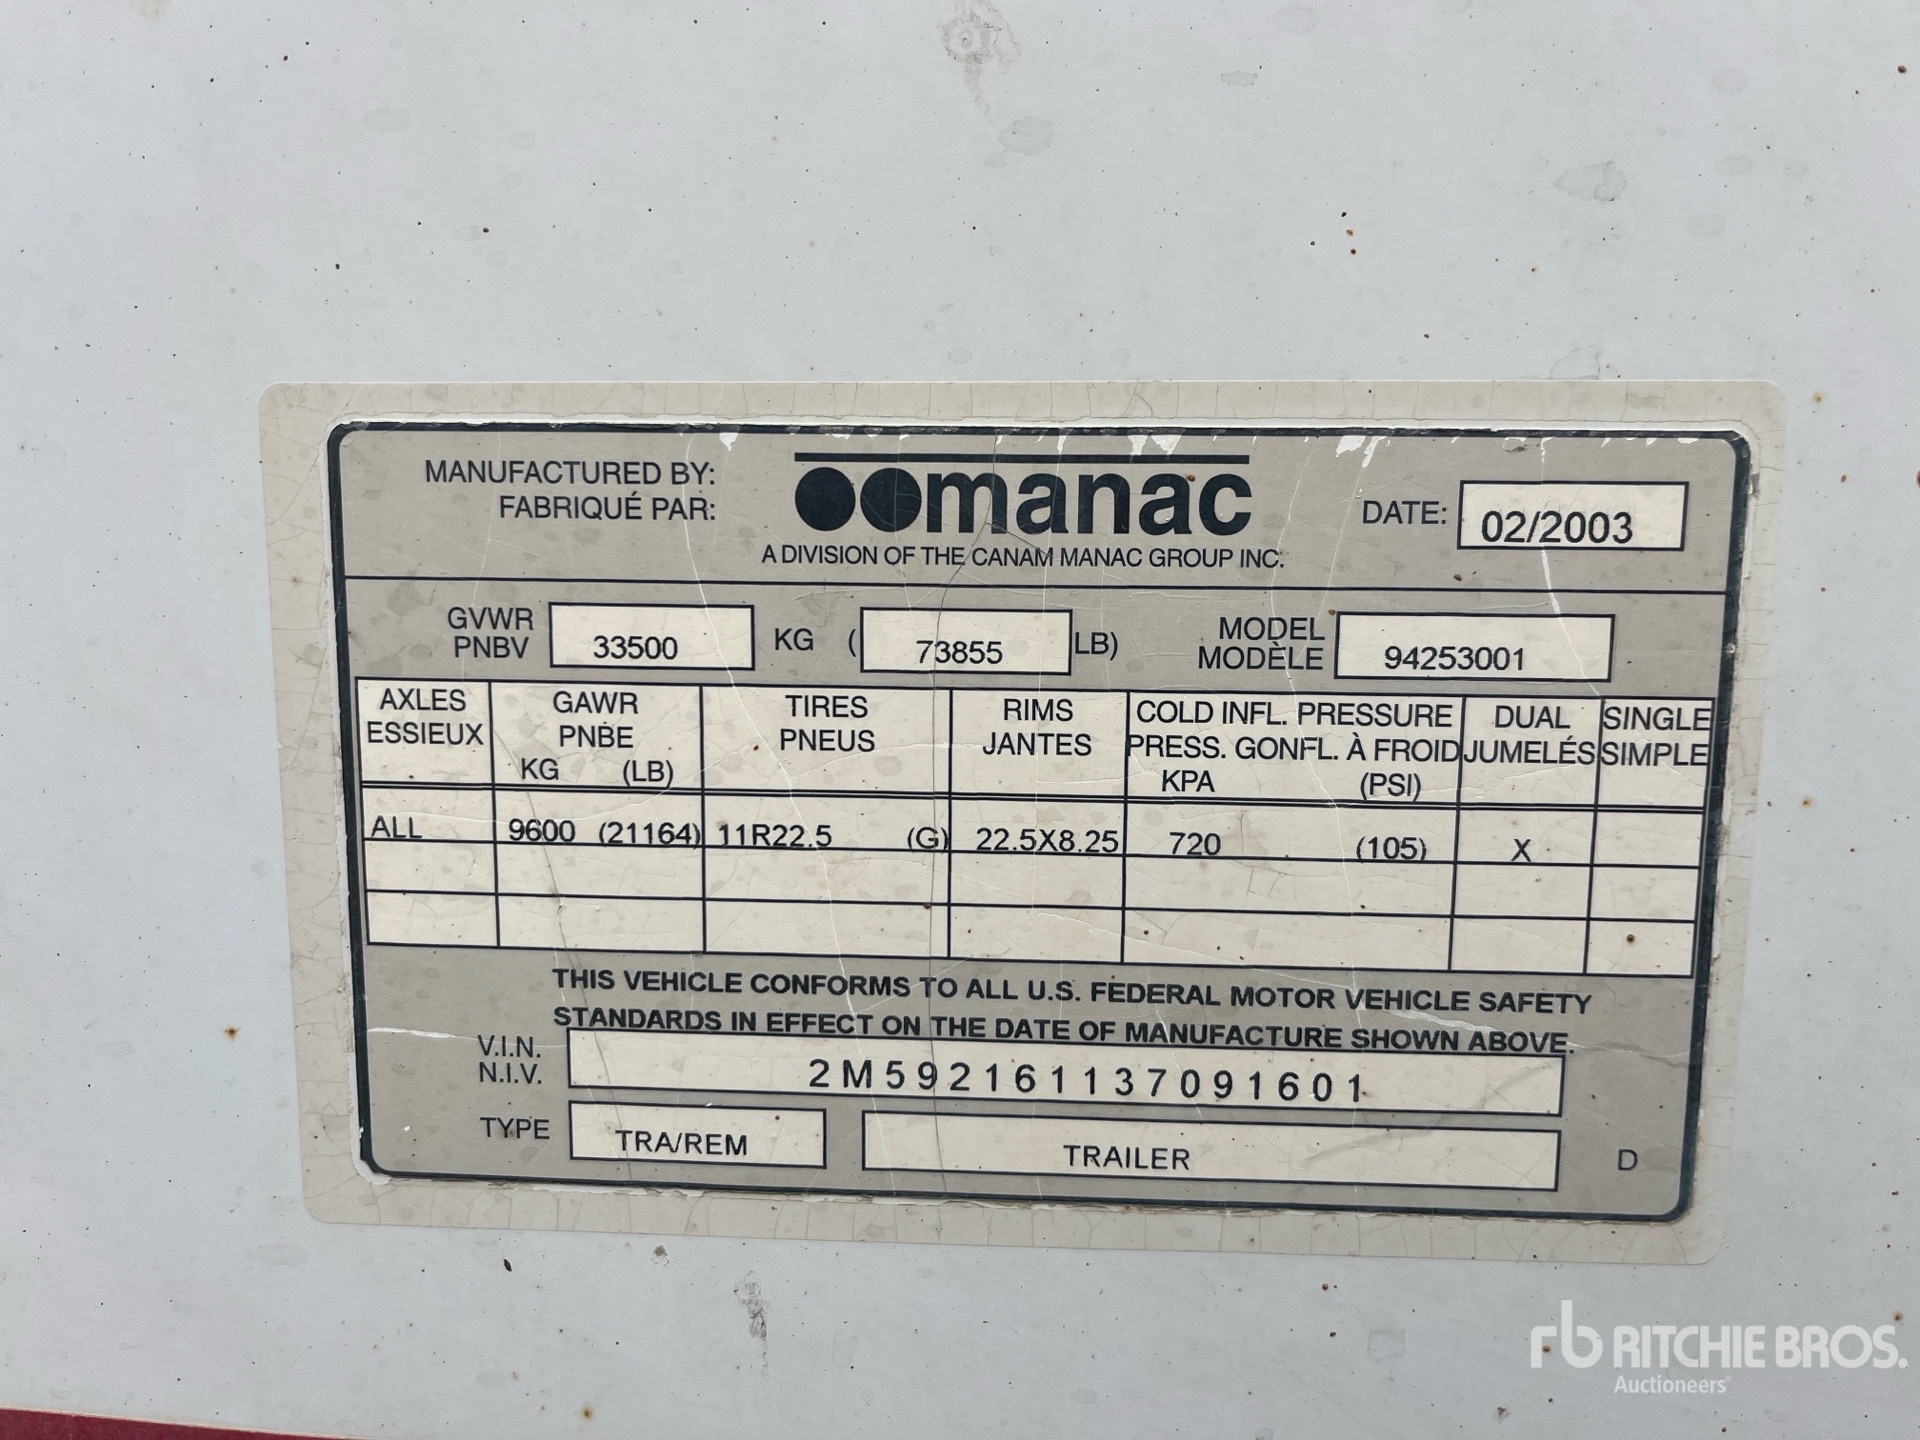 MANUFACTURED BY:
FABRIQUÉ PAR:
manac
A DIVISION OF THE CANAM MANAC GROUP INC.
DATE: 02/2003
GVWR
PNBV
33500 KG ( 73855 LB)
MODEL
MODÈLE
94253001
AXLES
ESSIEUX
GAWR
PNBE
KG (LB)
TIRES
PNEUS
RIMS
JANTES
COLD INFL. PRESSURE
PRESS. GONFL. À FROID
KPA (PSI)
DUAL
JUMELÉS
SINGLE
SIMPLE
ALL 9600 (21164) 11R22.5 (G) 22.5X8.25 720 (105) X
THIS VEHICLE CONFORMS TO ALL U.S. FEDERAL MOTOR VEHICLE SAFETY
STANDARDS IN EFFECT ON THE DATE OF MANUFACTURE SHOWN ABOVE.
V.I.N.
N.I.V.
2M592161137091601
TYPE TRA/REM TRAILER D
rb RITCHIE BROS.
Auctioneers